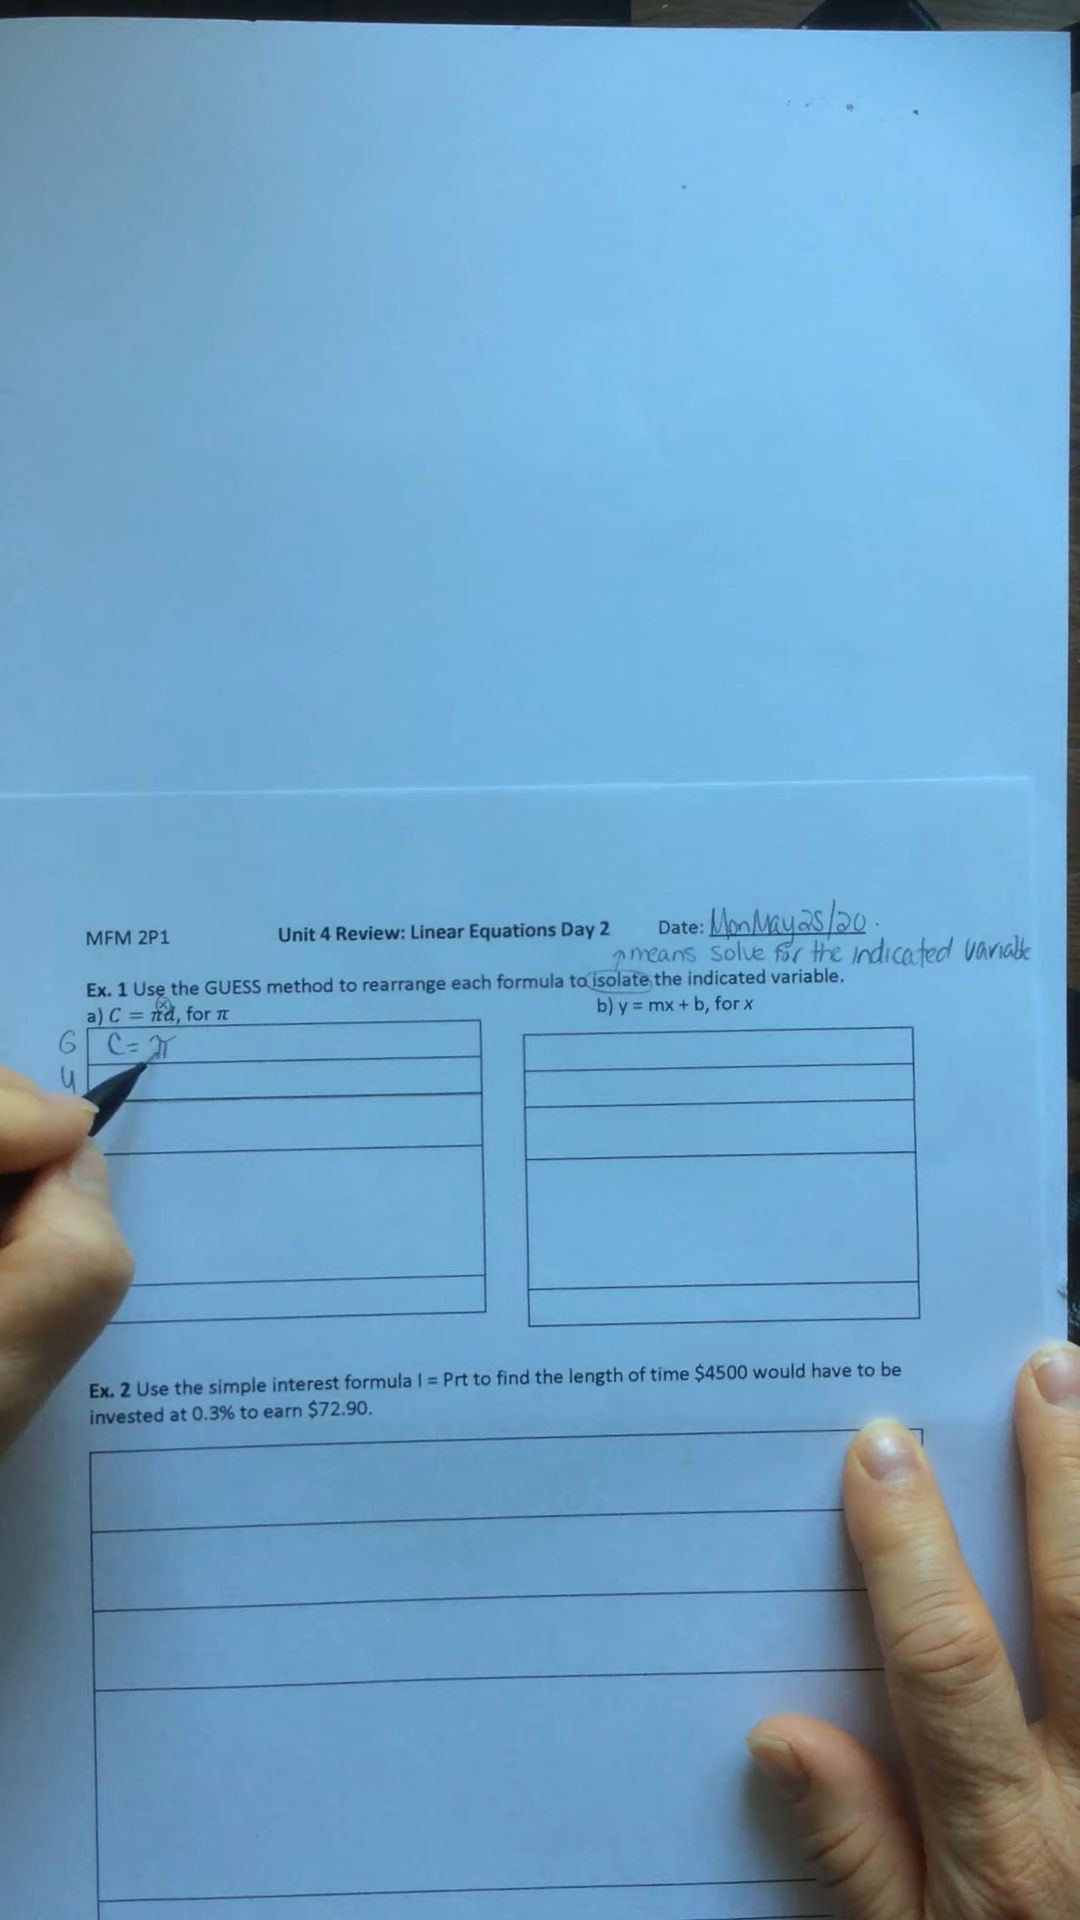 MFM 2P1 Unit 4 Review: Linear Equations Day 2 Date: Mon May 25/20.
↑ means solve for the indicated variable
Ex. 1 Use the GUESS method to rearrange each formula to isolate the indicated variable.
(×)
a) C = πd, for π b) y = mx + b, for x
G C = π
U
Ex. 2 Use the simple interest formula I = Prt to find the length of time $4500 would have to be
invested at 0.3% to earn $72.90.